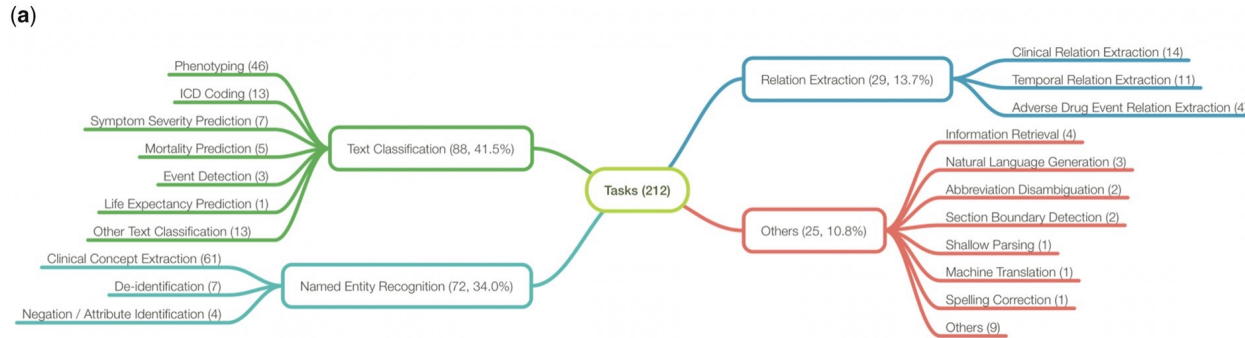 (a)
Phenotyping (46)
ICD Coding (13)
Symptom Severity Prediction (7)
Mortality Prediction (5)
Event Detection (3)
Life Expectancy Prediction (1)
Other Text Classification (13)
Text Classification (88, 41.5%)
Clinical Concept Extraction (61)
De-identification (7)
Negation / Attribute Identification (4)
Named Entity Recognition (72, 34.0%)
Tasks (212)
Relation Extraction (29, 13.7%)
Clinical Relation Extraction (14)
Temporal Relation Extraction (11)
Adverse Drug Event Relation Extraction (4
Others (25, 10.8%)
Information Retrieval (4)
Natural Language Generation (3)
Abbreviation Disambiguation (2)
Section Boundary Detection (2)
Shallow Parsing (1)
Machine Translation (1)
Spelling Correction (1)
Others (9)